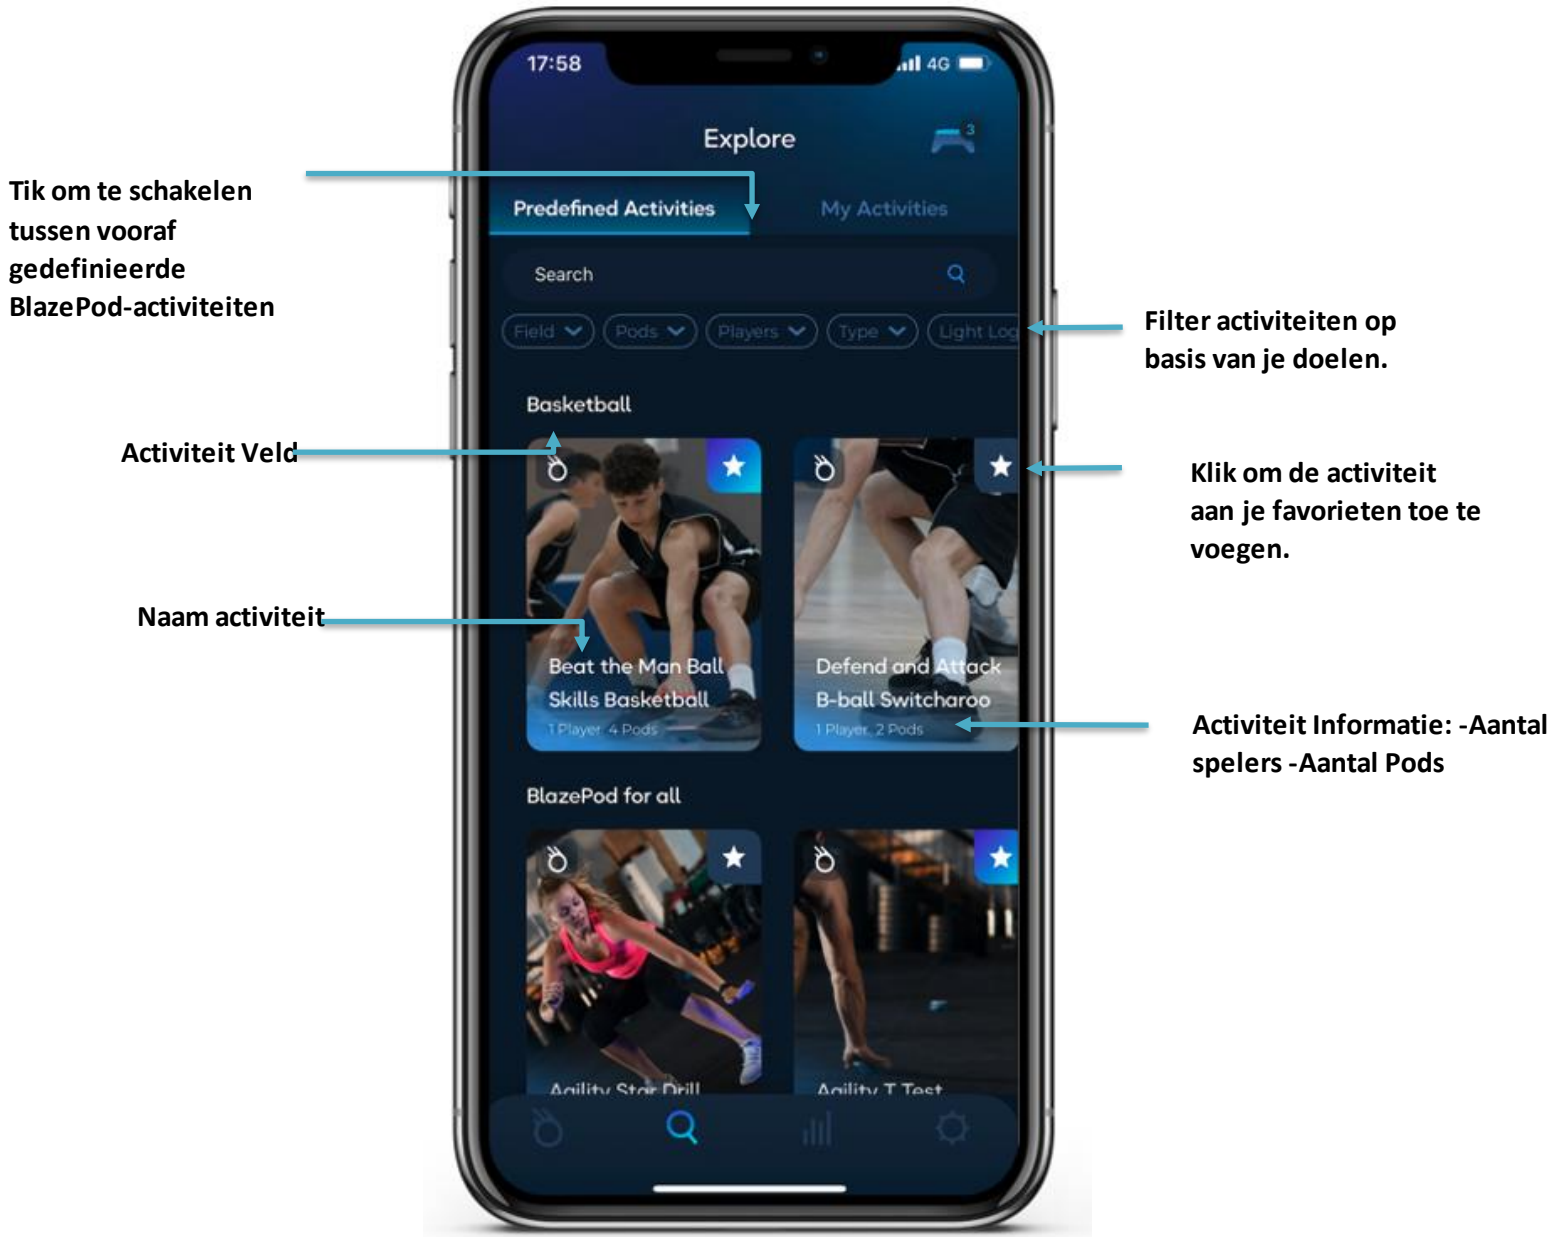 17:58
4G
Explore
3
Tik om te schakelen
tussen vooraf
gedefinieerde
BlazePod-activiteiten
Predefined Activities
My Activities
Search
Field
Pods
Players
Type
Light Log
Filter activiteiten op
basis van je doelen.
Basketball
Activiteit Veld
Klik om de activiteit
aan je favorieten toe te
voegen.
Naam activiteit
Beat the Man Ball
Skills Basketball
1 Player, 4 Pods
Defend and Attack
B-ball Switcharoo
1 Player, 2 Pods
Activiteit Informatie: -Aantal
spelers -Aantal Pods
BlazePod for all
Agility Star Drill
Agility T Test